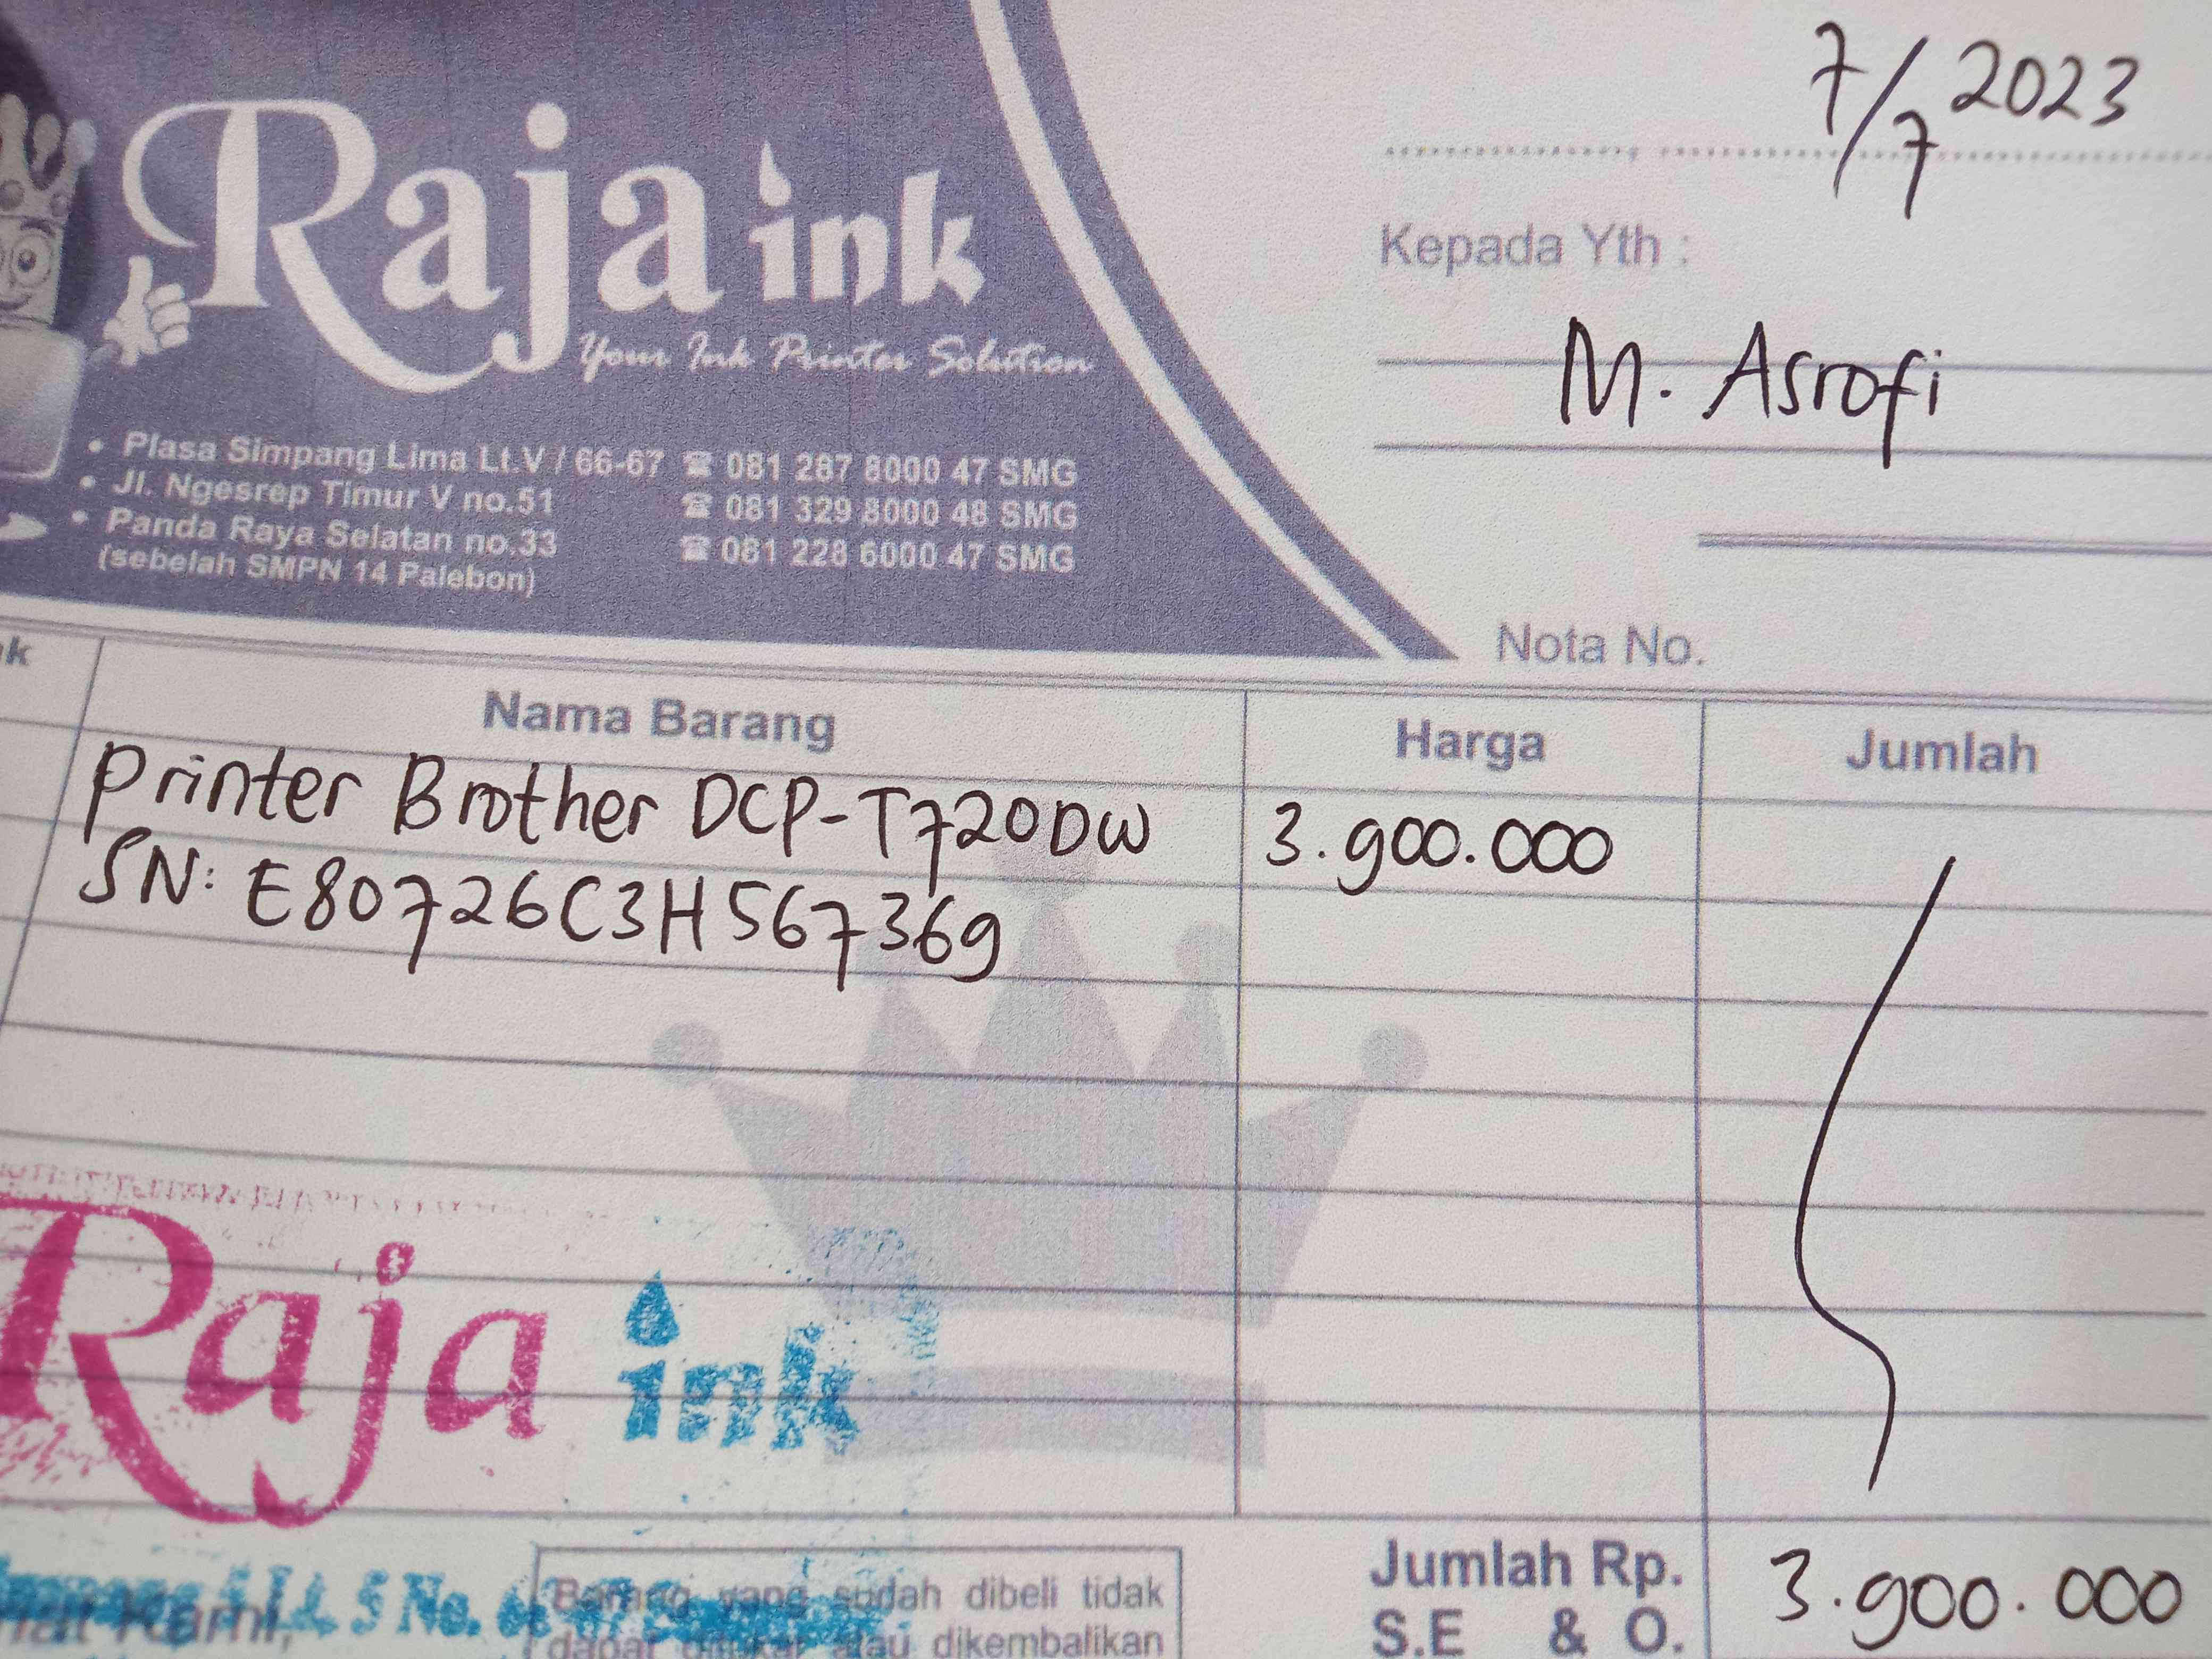 Raja ink
Your Ink Printer Solution
• Plasa Simpang Lima Lt.V / 66-67 ☎ 081 267 8000 47 SMG
• Jl. Ngesrep Timur V no.51 ☎ 081 329 8000 48 SMG
• Panda Raya Selatan no.33 ☎ 081 228 6000 47 SMG
(sebelah SMPN 14 Palebon)
7/7 2023
Kepada Yth :
M. Asrofi
Nota No.
Nama Barang Harga Jumlah
Printer Brother DCP-T720DW 3.900.000
SN: E80726C3H567369
Raja ink
5 No.
Kami,
Barang yang sudah dibeli tidak
dapat ditukar atau dikembalikan
Jumlah Rp. 3.900.000
S.E & O.